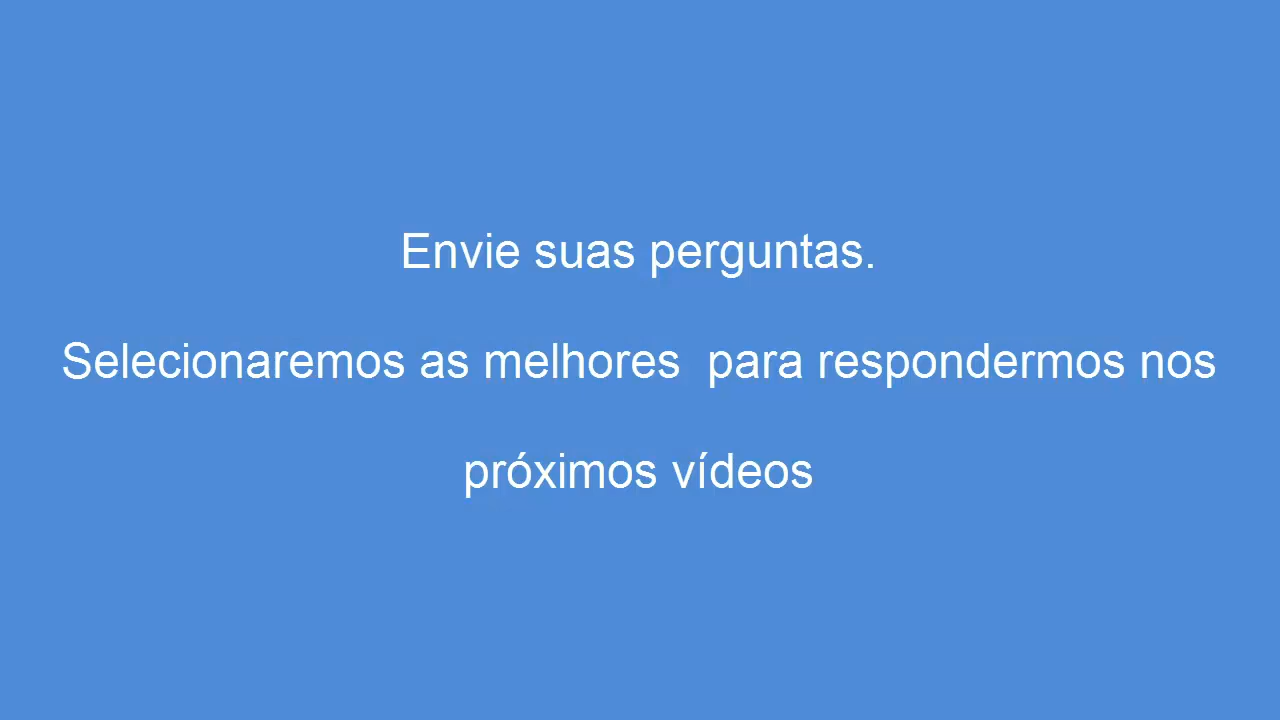 Envie suas perguntas.
Selecionaremos as melhores  para respondermos nos
próximos vídeos